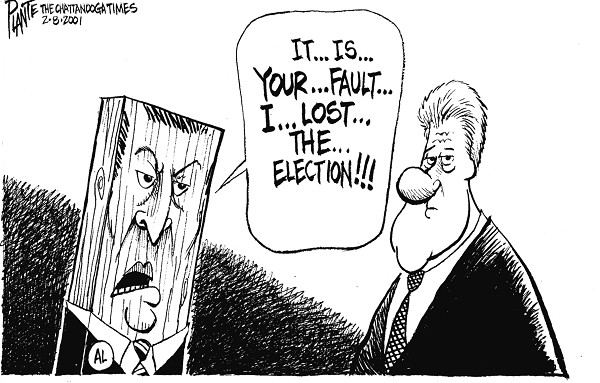 PLANTE THE CHATTANOOGA TIMES
2.8.2001
IT...IS...
YOUR...FAULT...
I...LOST...
THE...
ELECTION!!!
AL